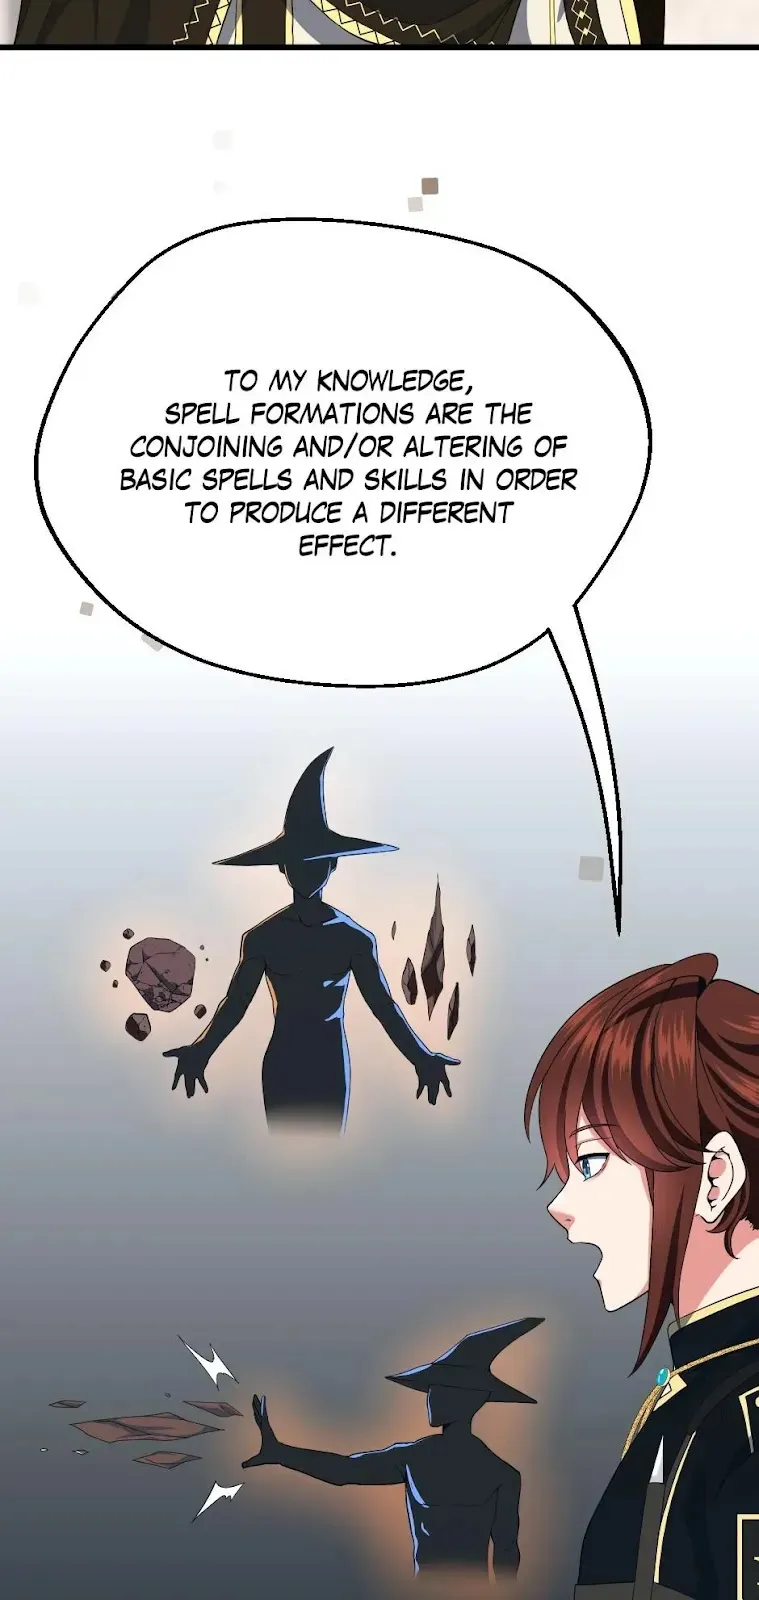 TO MY KNOWLEDGE,
SPELL FORMATIONS ARE THE
CONJOINING AND/OR ALTERING OF
BASIC SPELLS AND SKILLS IN ORDER
TO PRODUCE A DIFFERENT
EFFECT.